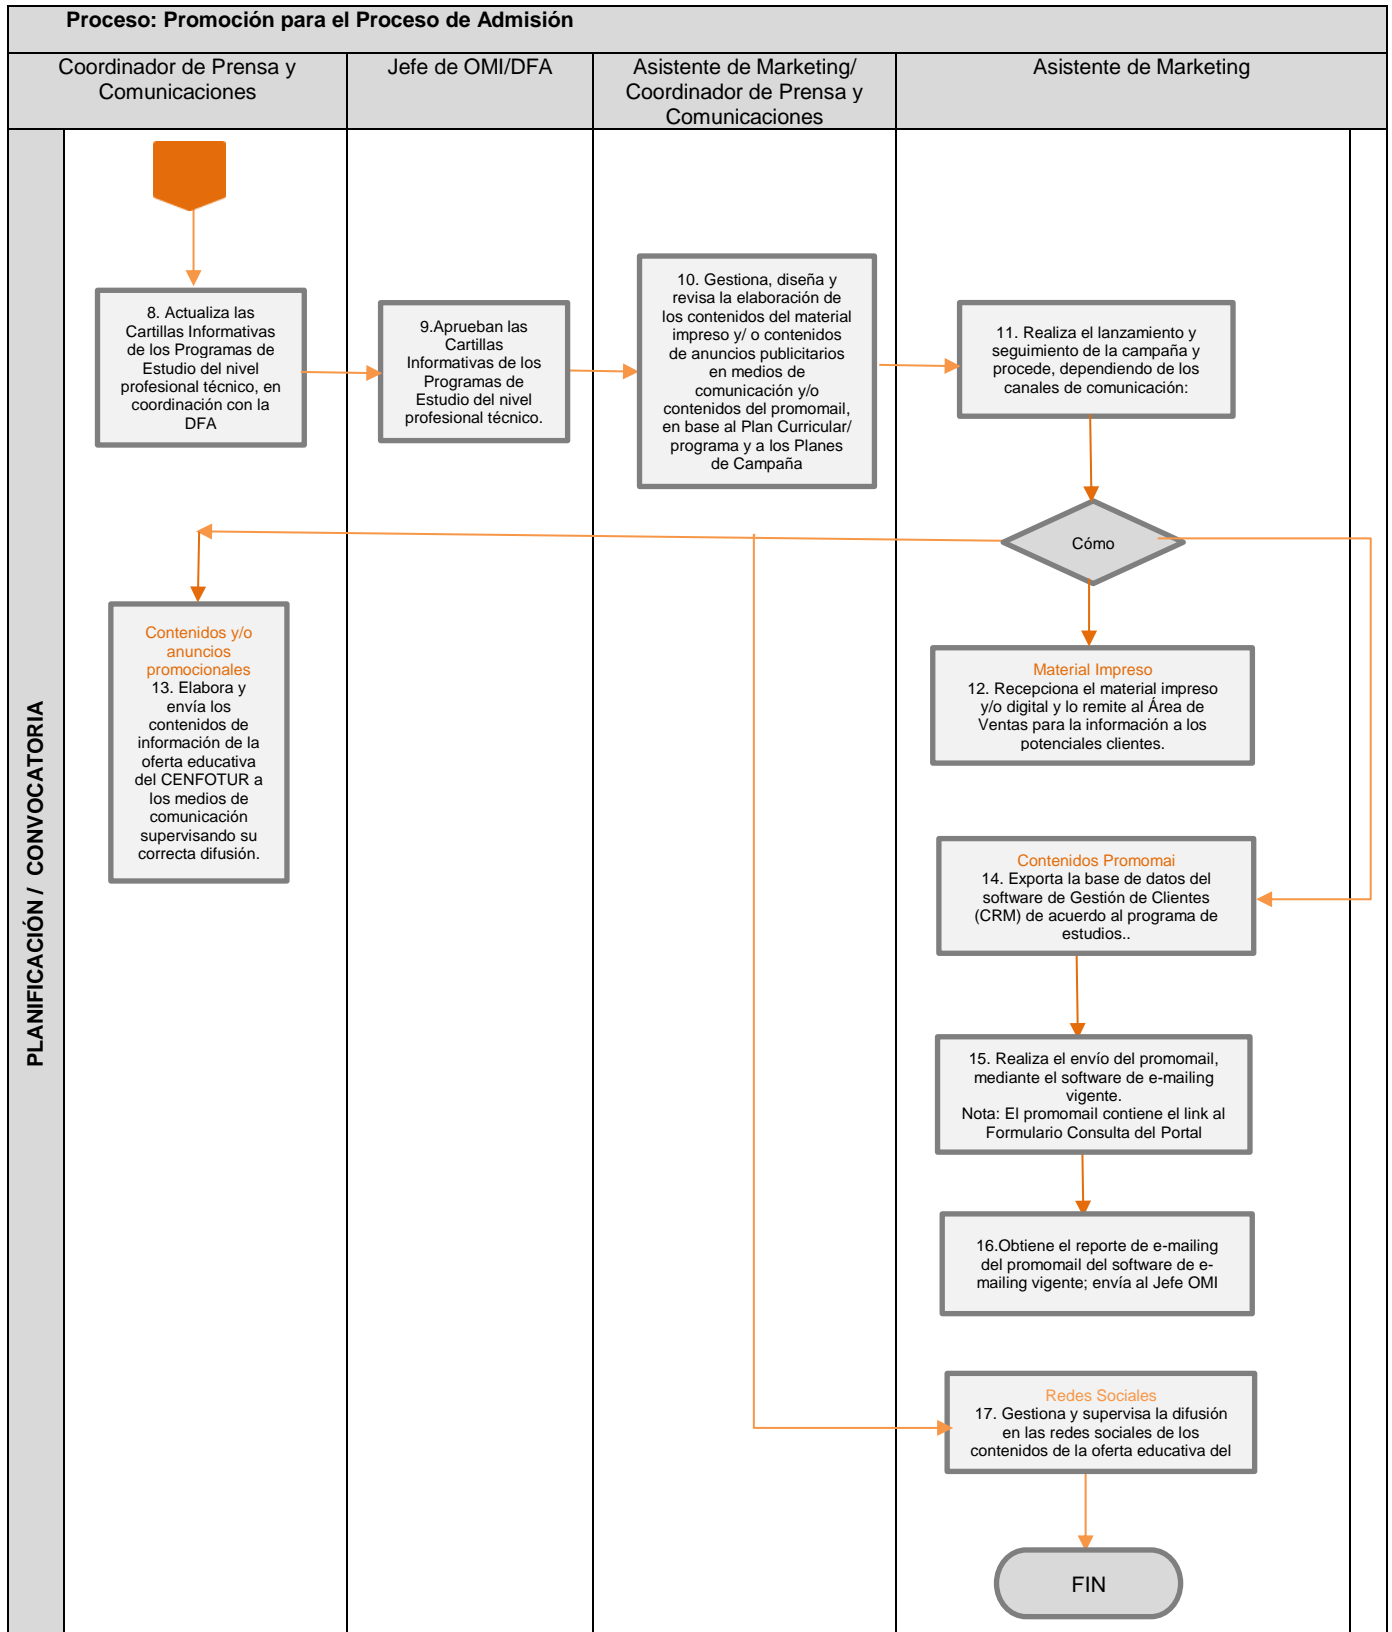 Proceso: Promoción para el Proceso de Admisión
Coordinador de Prensa y
Comunicaciones
Jefe de OMI/DFA
Asistente de Marketing/
Coordinador de Prensa y
Comunicaciones
Asistente de Marketing
PLANIFICACIÓN / CONVOCATORIA
8. Actualiza las
Cartillas Informativas
de los Programas de
Estudio del nivel
profesional técnico, en
coordinación con la
DFA
9.Aprueban las
Cartillas
Informativas de los
Programas de
Estudio del nivel
profesional técnico.
10. Gestiona, diseña y
revisa la elaboración de
los contenidos del material
impreso y/ o contenidos
de anuncios publicitarios
en medios de
comunicación y/o
contenidos del promomail,
en base al Plan Curricular/
programa y a los Planes
de Campaña
11. Realiza el lanzamiento y
seguimiento de la campaña y
procede, dependiendo de los
canales de comunicación:
Cómo
Material Impreso
12. Recepciona el material impreso
y/o digital y lo remite al Área de
Ventas para la información a los
potenciales clientes.
Contenidos y/o
anuncios
promocionales
13. Elabora y
envía los
contenidos de
información de la
oferta educativa
del CENFOTUR a
los medios de
comunicación
supervisando su
correcta difusión.
Contenidos Promomai
14. Exporta la base de datos del
software de Gestión de Clientes
(CRM) de acuerdo al programa de
estudios..
15. Realiza el envío del promomail,
mediante el software de e-mailing
vigente.
Nota: El promomail contiene el link al
Formulario Consulta del Portal
16.Obtiene el reporte de e-mailing
del promomail del software de e-
mailing vigente; envía al Jefe OMI
Redes Sociales
17. Gestiona y supervisa la difusión
en las redes sociales de los
contenidos de la oferta educativa del
FIN